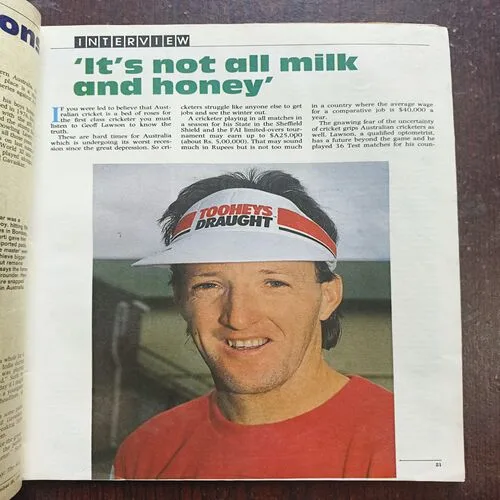 ons
INTERVIEW
'It's not all milk
and honey'
IF you were led to believe that Aust-
ralian cricket is a bed of roses for
the first class cricketer you must
listen to Geoff Lawson to know the
truth.
These are hard times for Australia
which is undergoing its worst reces-
sion since the great depression. So cri-
cketers struggle like anyone else to get
jobs and see the winter out.
A cricketer playing in all matches in
a season for his State in the Sheffield
Shield and the FAI limited-overs tour-
nament may earn up to $A25,000
(about Rs. 5,00,000). That may sound
much in Rupees but is not too much
in a country where the average wage
for a comparative job is $40,000 a
year.
The gnawing fear of the uncertainty
of cricket grips Australian cricketers as
well. Lawson, a qualified optometrist,
has a future beyond the game and he
played 36 Test matches for his coun-
TOOHEYS
DRAUGHT
21